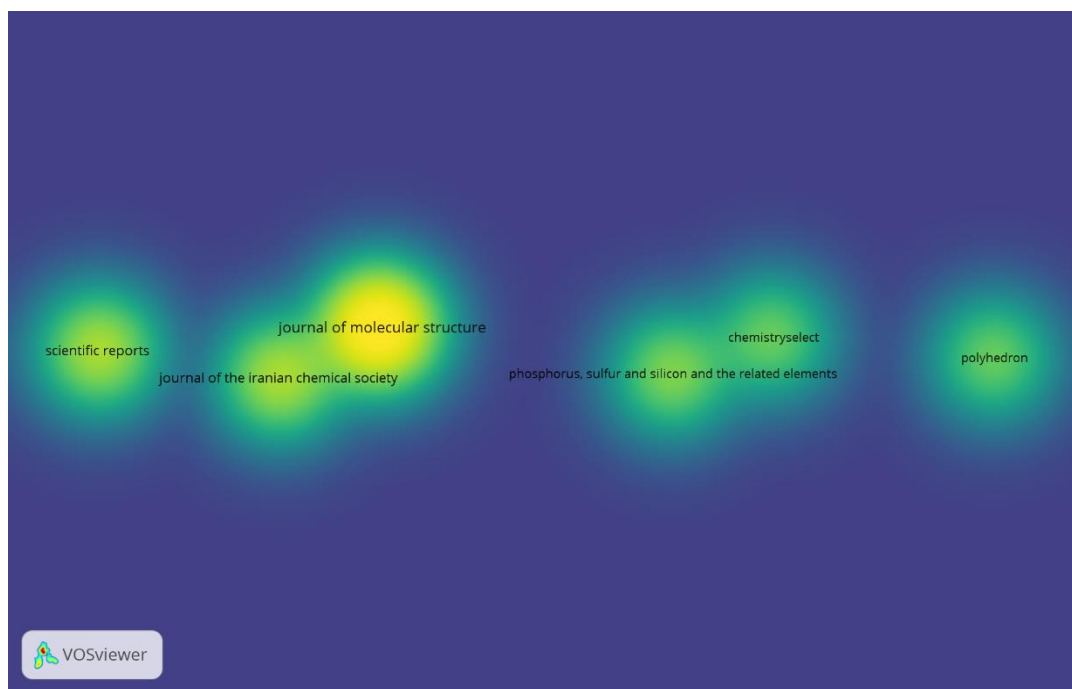 journal of molecular structure
scientific reports
journal of the iranian chemical society
chemistryselect
phosphorus, sulfur and silicon and the related elements
polyhedron
VOSviewer